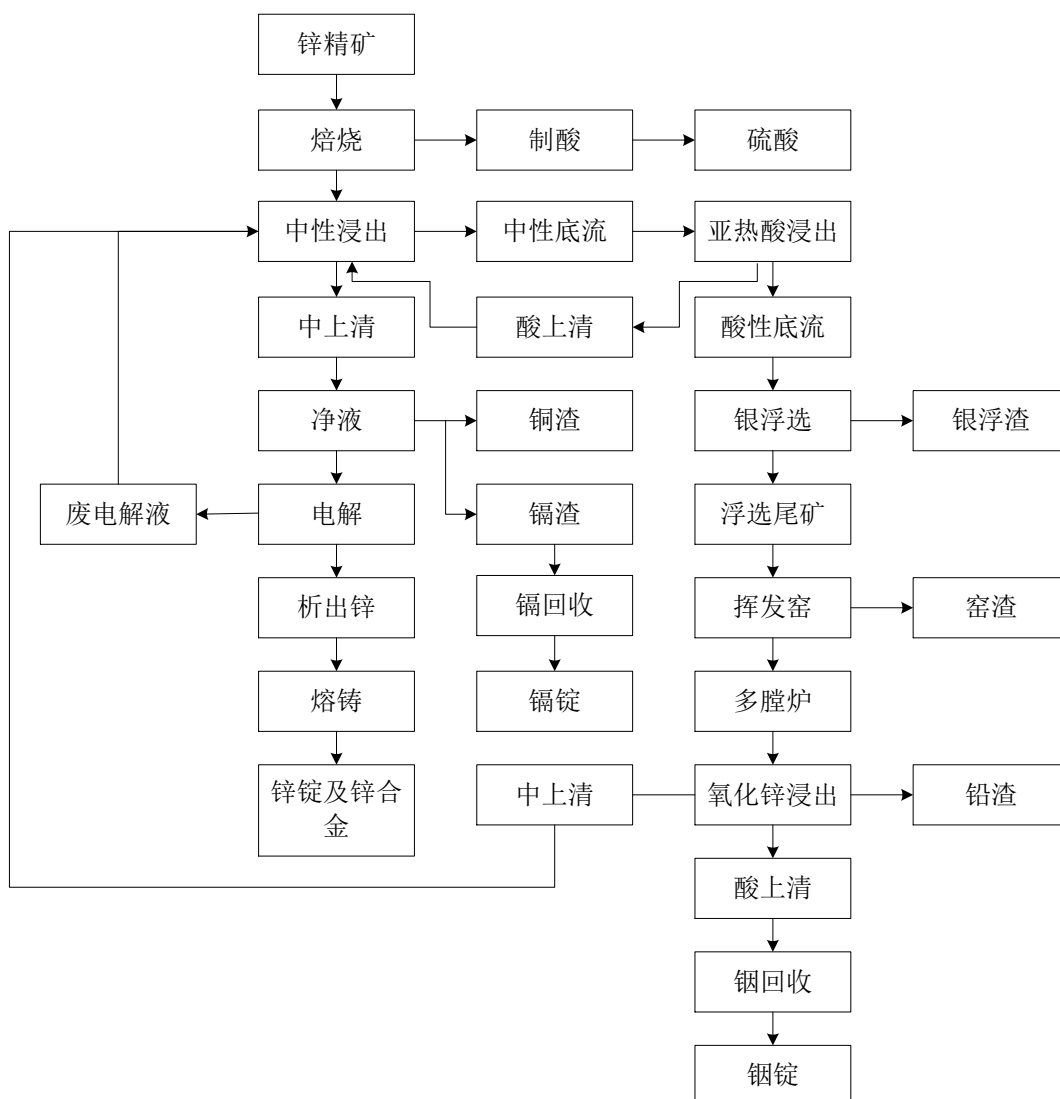 锌精矿
焙烧
制酸
硫酸
中性浸出
中性底流
亚热酸浸出
中上清
酸上清
酸性底流
净液
铜渣
银浮选
银浮渣
废电解液
电解
镉渣
浮选尾矿
析出锌
镉回收
挥发窑
窑渣
熔铸
镉锭
多膛炉
锌锭及锌合
金
中上清
氧化锌浸出
铅渣
酸上清
铟回收
铟锭